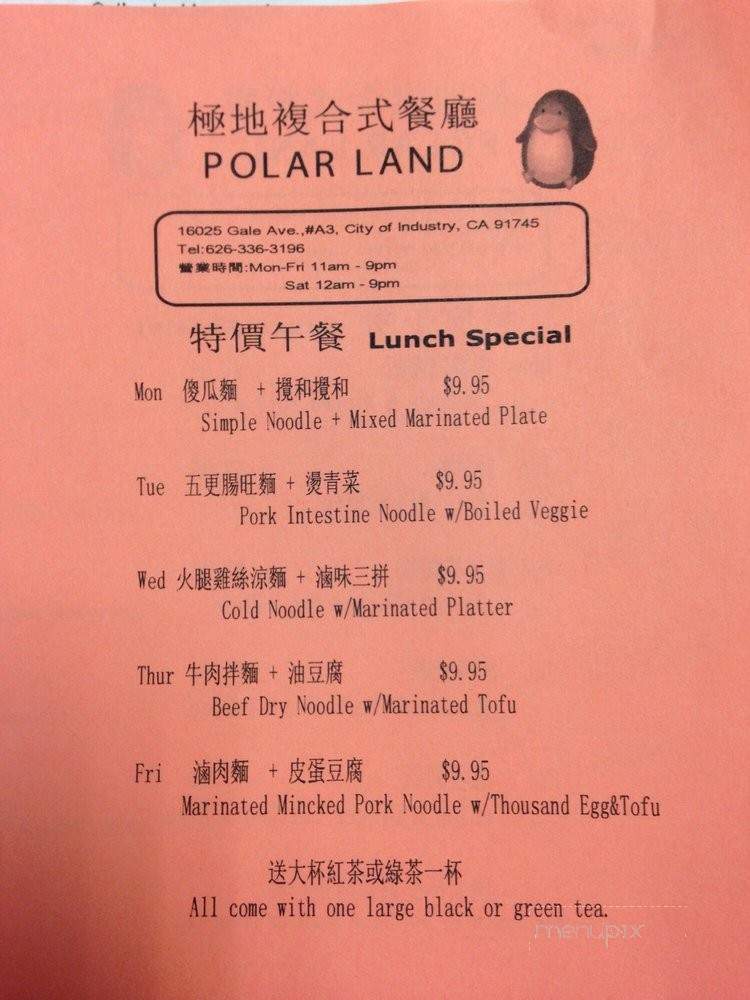 極地複合式餐廳
POLAR LAND
16025 Gale Ave.,#A3, City of Industry, CA 91745
Tel:626-336-3196
營業時間:Mon-Fri 11am - 9pm
Sat 12am - 9pm
特價午餐 Lunch Special
Mon 傻瓜麵 + 攪和攪和 $9.95
Simple Noodle + Mixed Marinated Plate
Tue 五更腸旺麵 + 燙青菜 $9.95
Pork Intestine Noodle w/Boiled Veggie
Wed 火腿雞絲涼麵 + 滷味三拼 $9.95
Cold Noodle w/Marinated Platter
Thur 牛肉拌麵 + 油豆腐 $9.95
Beef Dry Noodle w/Marinated Tofu
Fri 滷肉麵 + 皮蛋豆腐 $9.95
Marinated Mincked Pork Noodle w/Thousand Egg&Tofu
送大杯紅茶或綠茶一杯
All come with one large black or green tea.
menupix